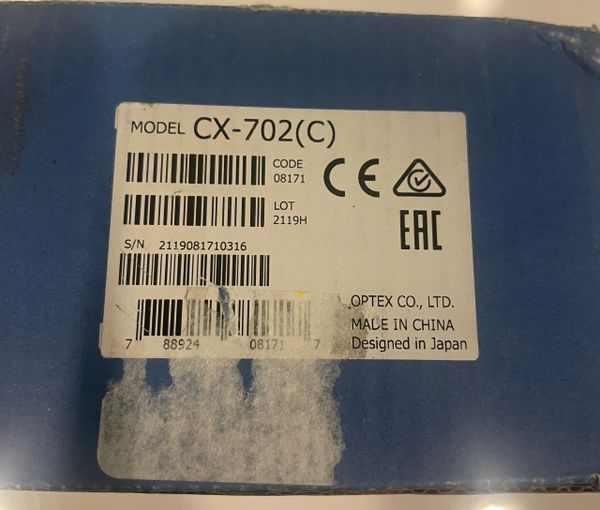 MODEL CX-702(C)
CODE
08171
LOT
2119H
CE
EAC
S/N 2119081710316
7 88924 08171 7
OPTEX CO., LTD.
MADE IN CHINA
Designed in Japan